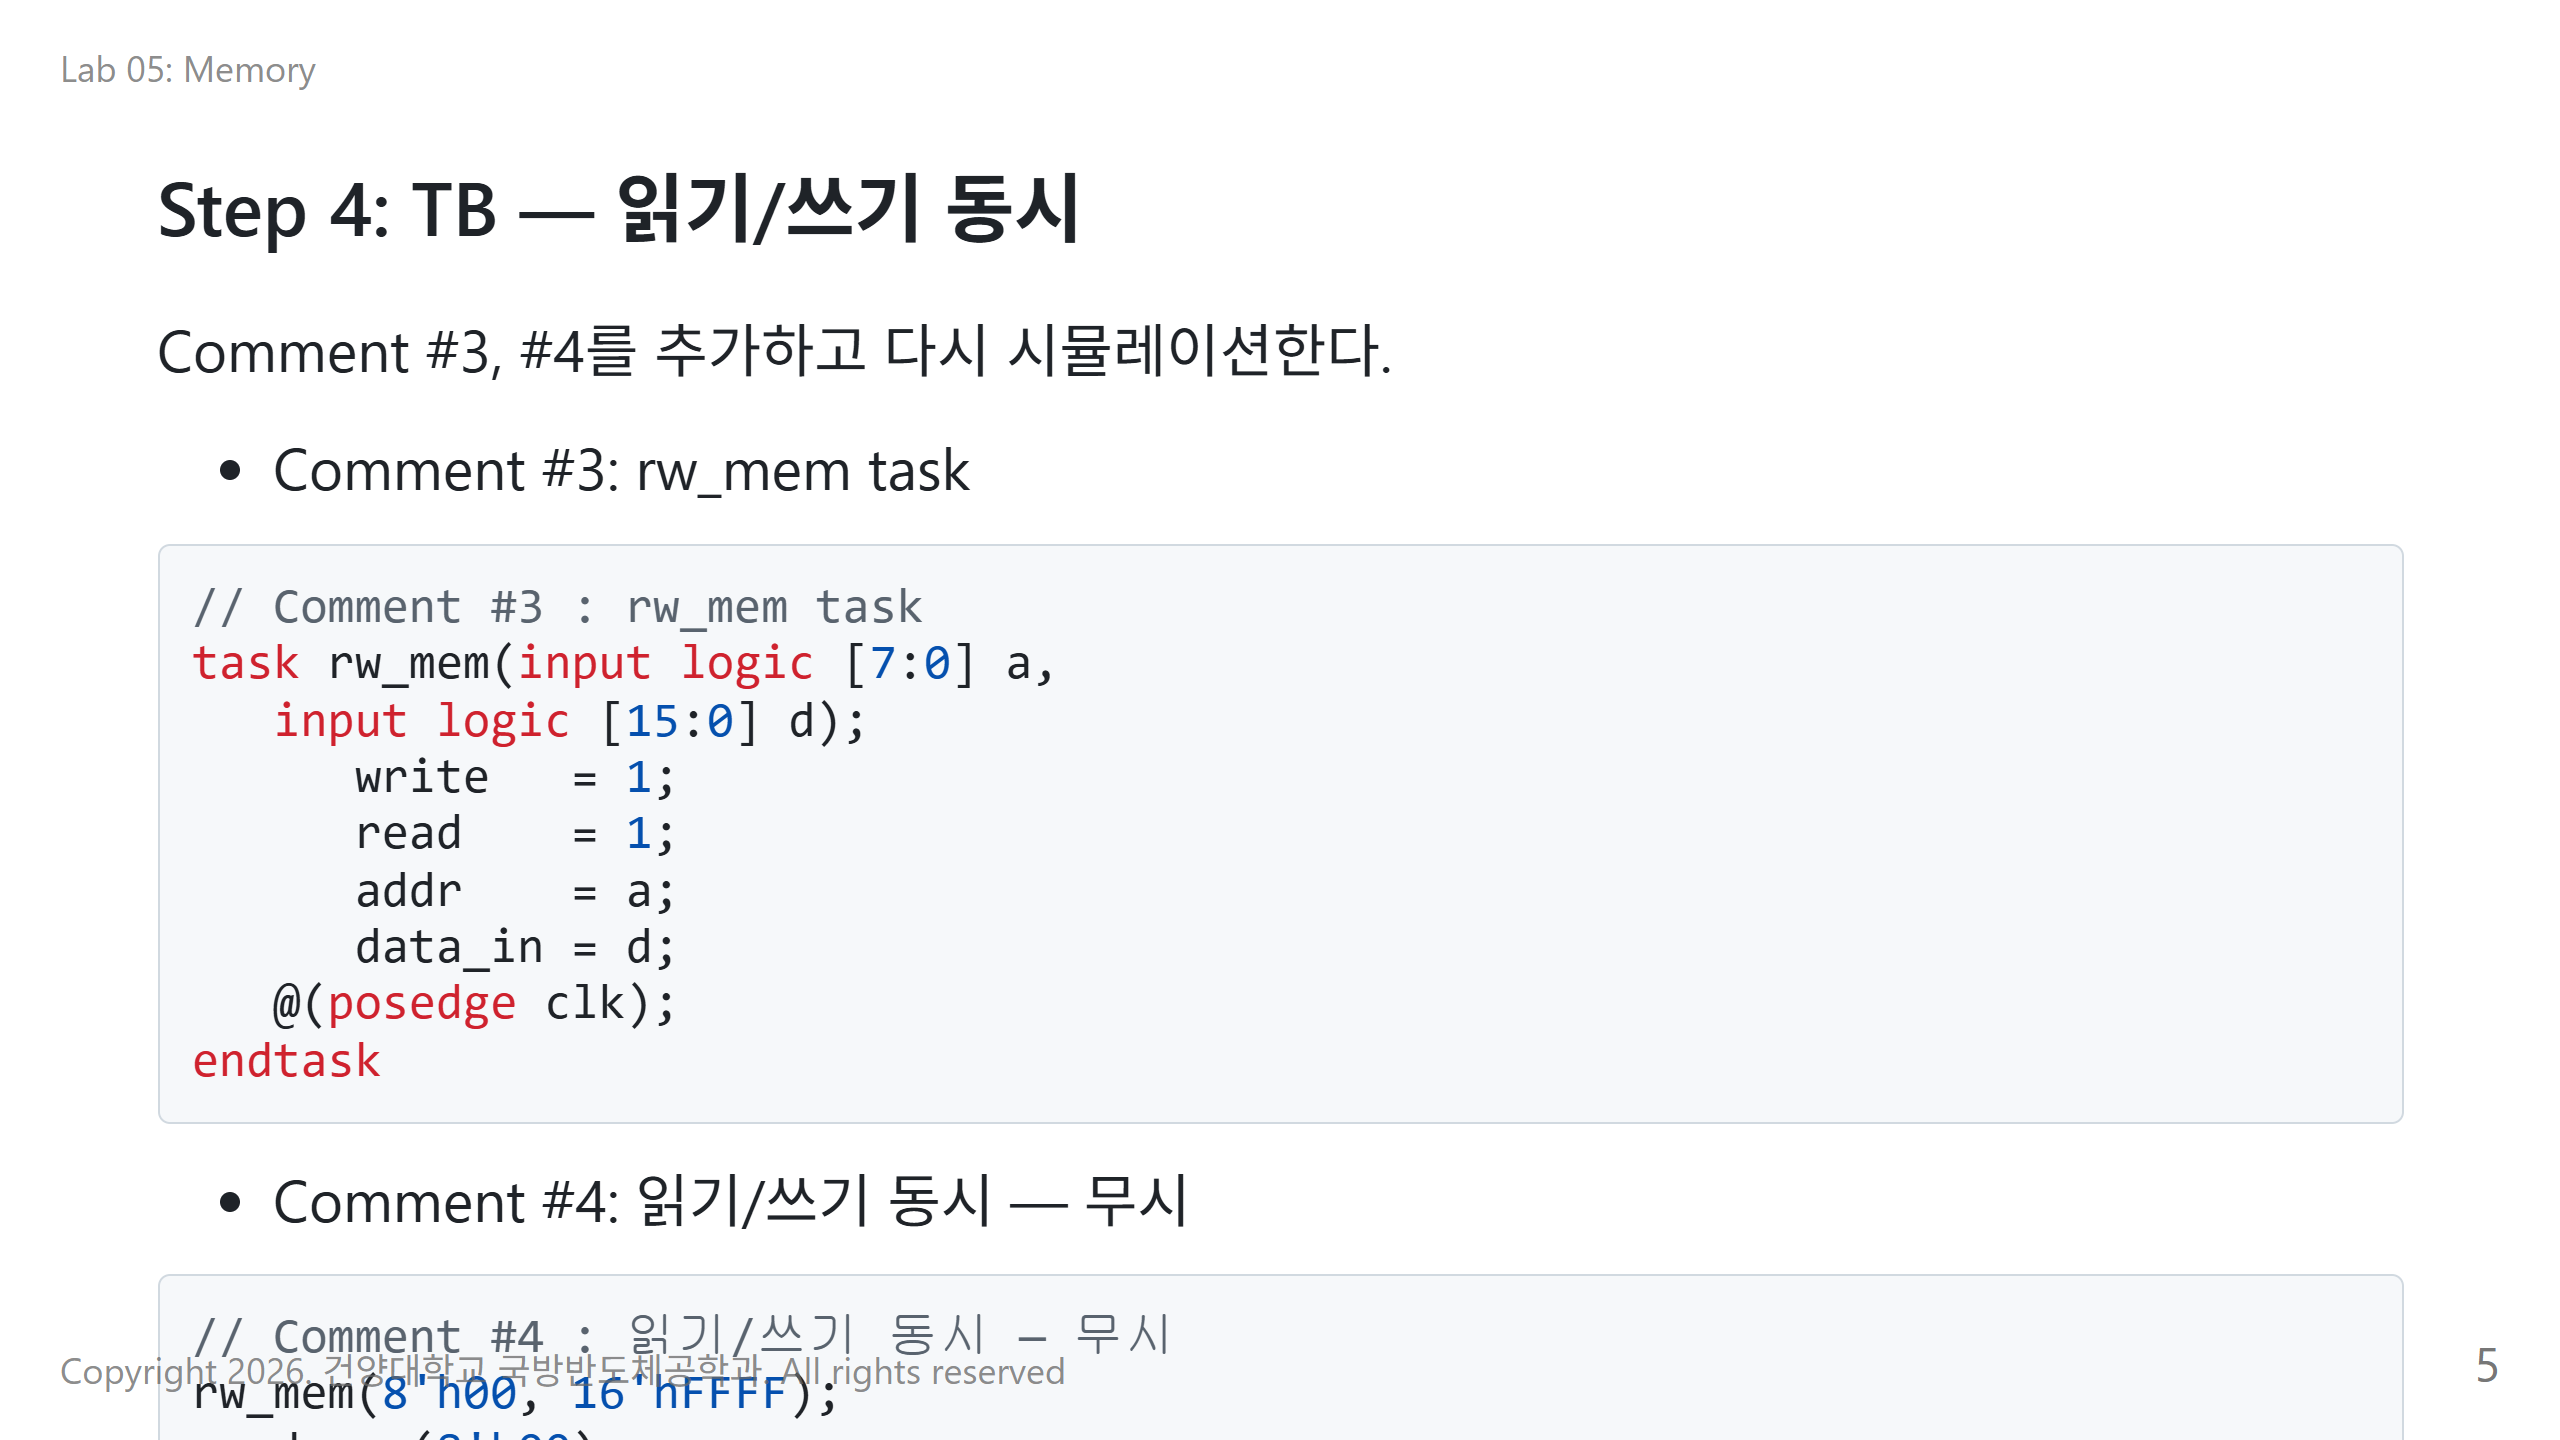 Lab 05: Memory
Step 4: TB — 읽기/쓰기 동시
Comment #3, #4를 추가하고 다시 시뮬레이션한다.
• Comment #3: rw_mem task
// Comment #3 : rw_mem task
task rw_mem(input logic [7:0] a,
   input logic [15:0] d);
      write   = 1;
      read    = 1;
      addr    = a;
      data_in = d;
   @(posedge clk);
endtask
• Comment #4: 읽기/쓰기 동시 — 무시
// Comment #4 : 읽기/쓰기 동시 — 무시
Copyright 2026. 건양대학교 국방반도체공학과. All rights reserved
rw_mem(8'h00, 16'hFFFF);
5